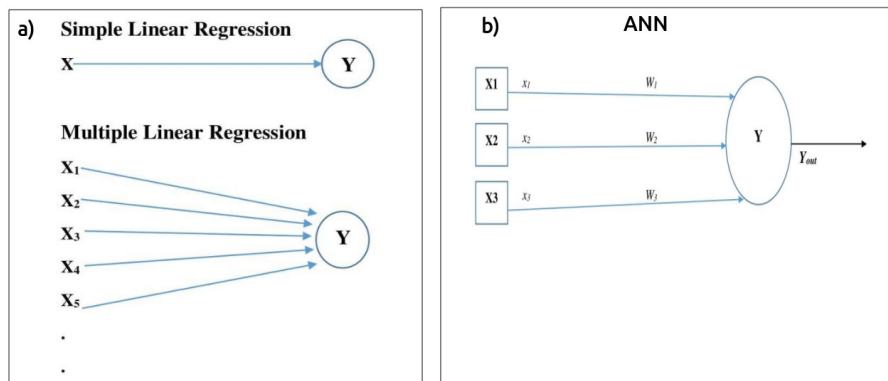 a)
Simple Linear Regression
X Y
Multiple Linear Regression
X₁
X₂
X₃
X₄
X₅
.
.
Y
b) ANN
X1 x₁ W₁
X2 x₂ W₂
X3 x₃ W₃
Y
Yout